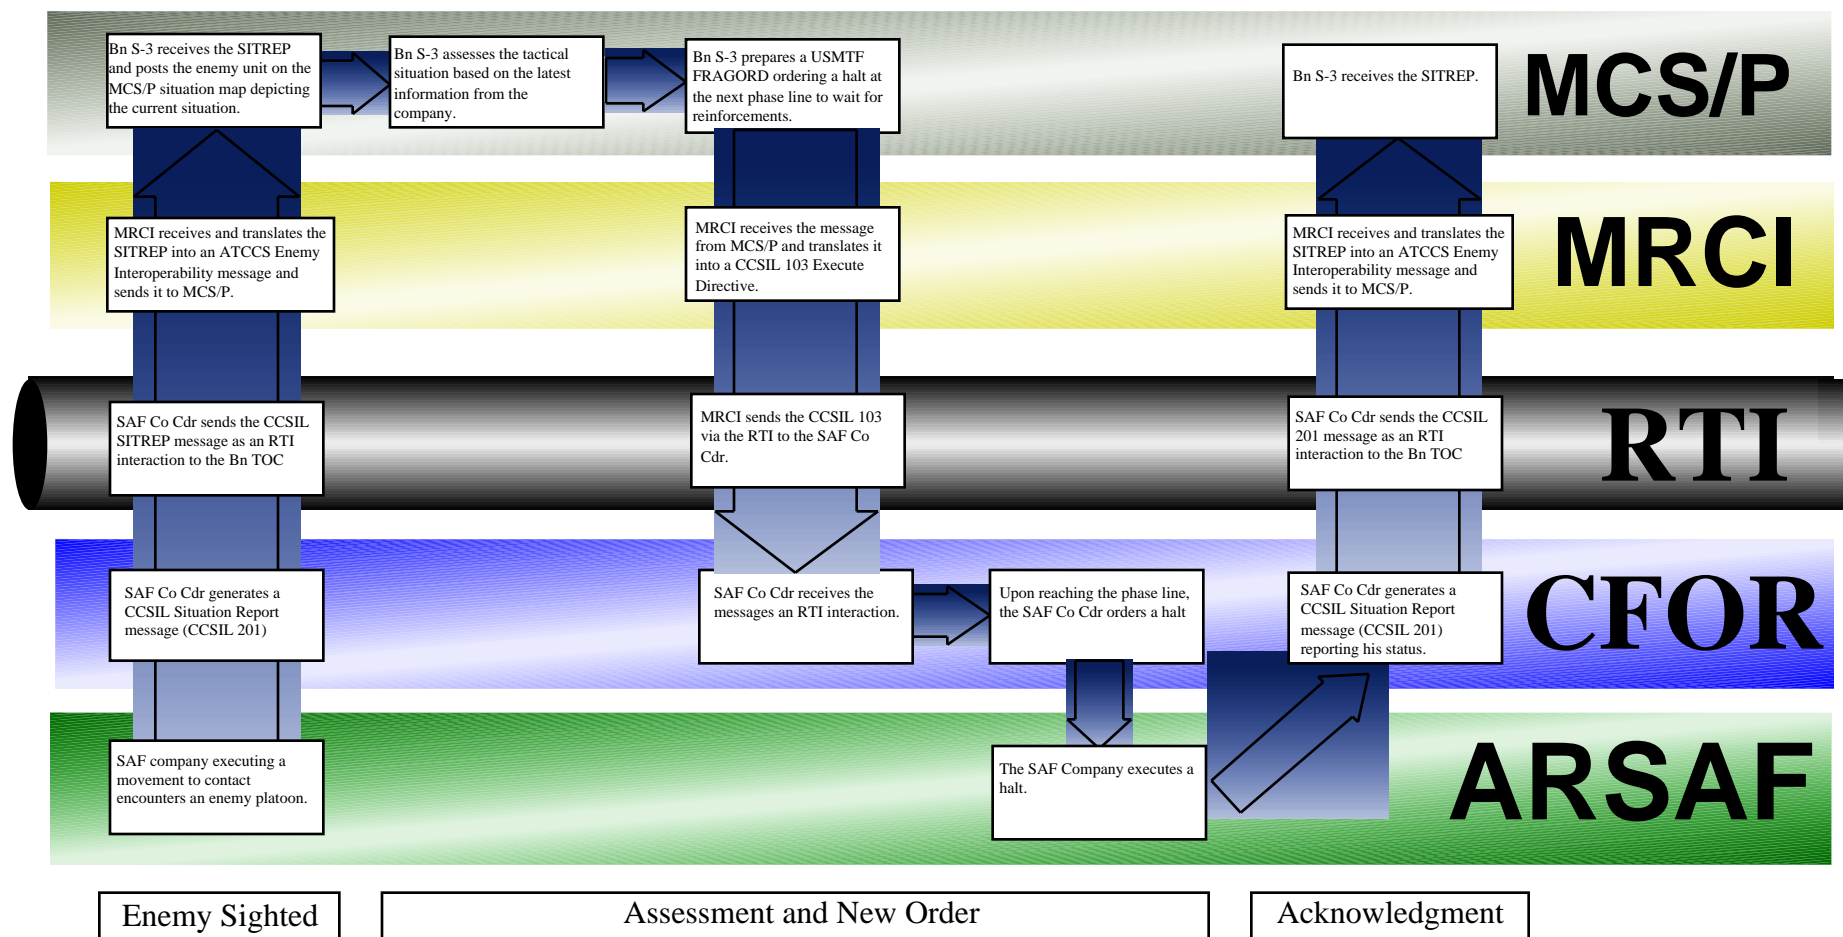 Bn S-3 receives the SITREP
and posts the enemy unit on the
MCS/P situation map depicting
the current situation.
Bn S-3 assesses the tactical
situation based on the latest
information from the
company.
Bn S-3 prepares a USMTF
FRAGORD ordering a halt at
the next phase line to wait for
reinforcements.
Bn S-3 receives the SITREP.
MCS/P
MRCI receives and translates the
SITREP into an ATCCS Enemy
Interoperability message and
sends it to MCS/P.
MRCI receives the message
from MCS/P and translates it
into a CCSIL 103 Execute
Directive.
MRCI receives and translates the
SITREP into an ATCCS Enemy
Interoperability message and
sends it to MCS/P.
MRCI
SAF Co Cdr sends the CCSIL
SITREP message as an RTI
interaction to the Bn TOC
MRCI sends the CCSIL 103
via the RTI to the SAF Co
Cdr.
SAF Co Cdr sends the CCSIL
201 message as an RTI
interaction to the Bn TOC
RTI
SAF Co Cdr generates a
CCSIL Situation Report
message (CCSIL 201)
SAF Co Cdr receives the
messages an RTI interaction.
Upon reaching the phase line,
the SAF Co Cdr orders a halt
SAF Co Cdr generates a
CCSIL Situation Report
message (CCSIL 201)
reporting his status.
CFOR
SAF company executing a
movement to contact
encounters an enemy platoon.
The SAF Company executes a
halt.
ARSAF
Enemy Sighted
Assessment and New Order
Acknowledgment